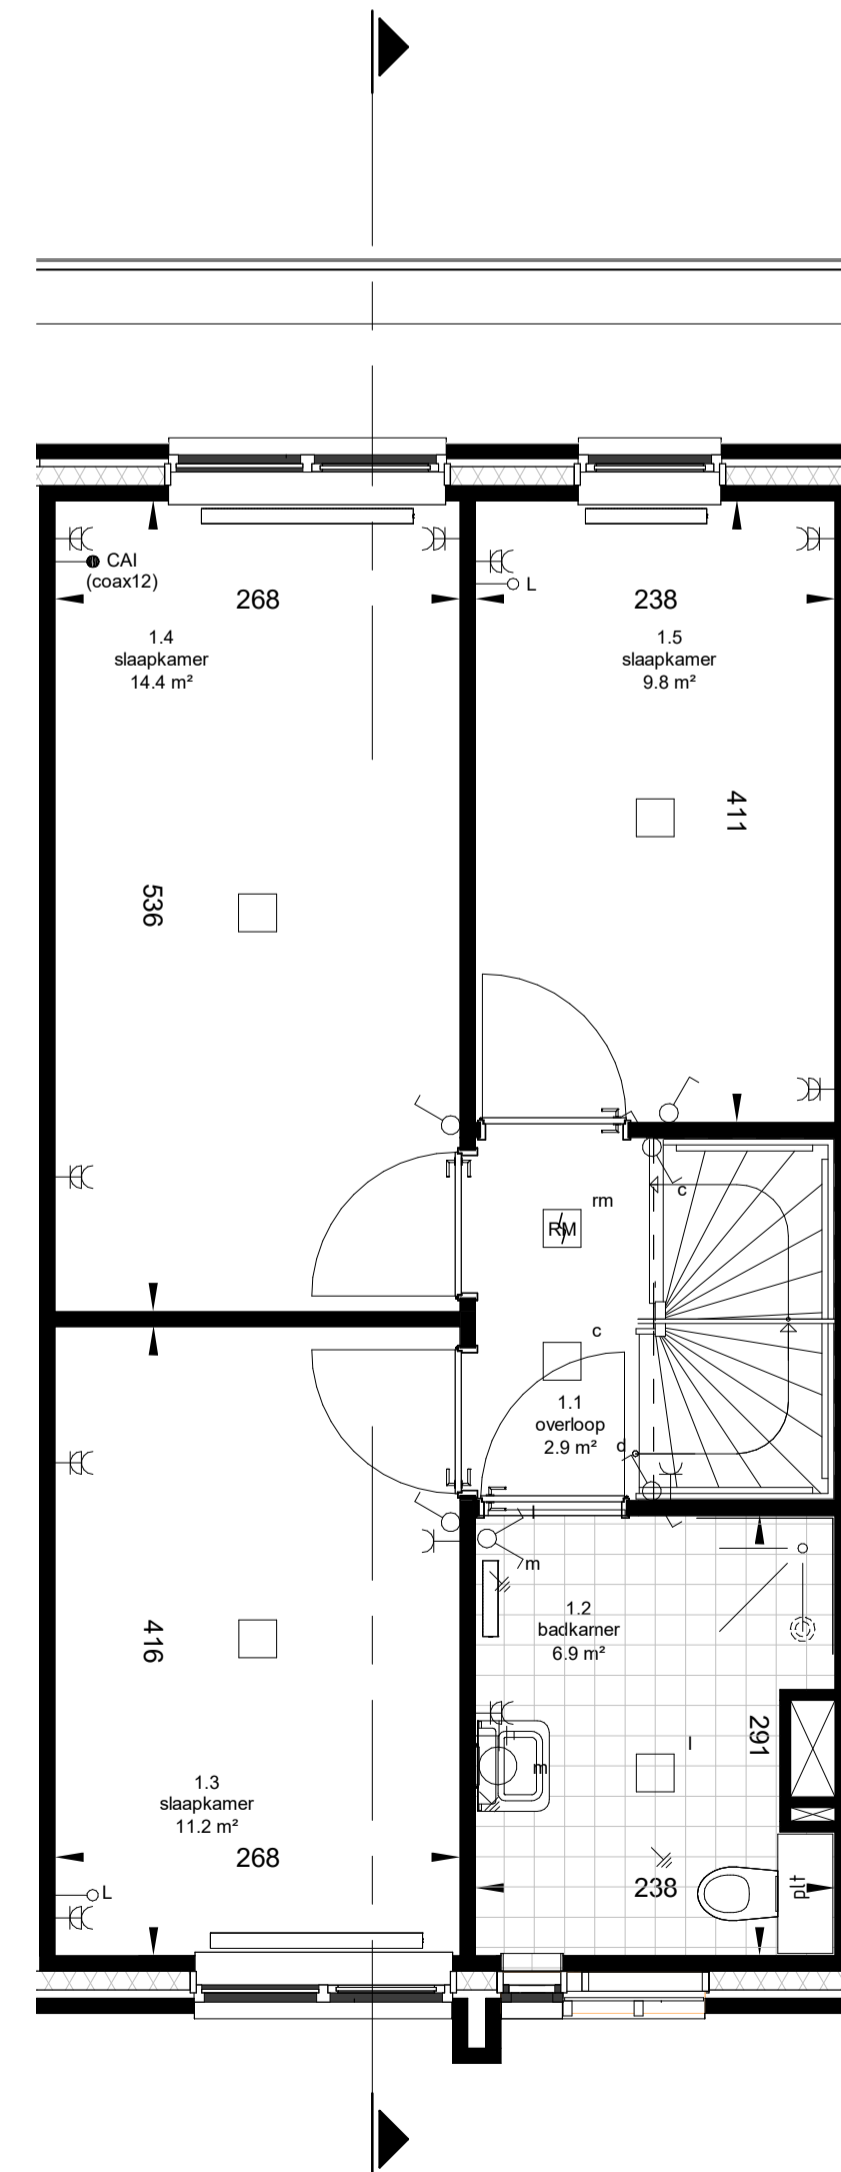 CAI
(coax12)
L
268
238
1.4
slaapkamer
14.4 m²
1.5
slaapkamer
9.8 m²
411
536
rm
c
RM
c
1.1
overloop
2.9 m²
d
l
m
1.2
badkamer
6.9 m²
416
291
l
m
1.3
slaapkamer
11.2 m²
268
238
plt
L